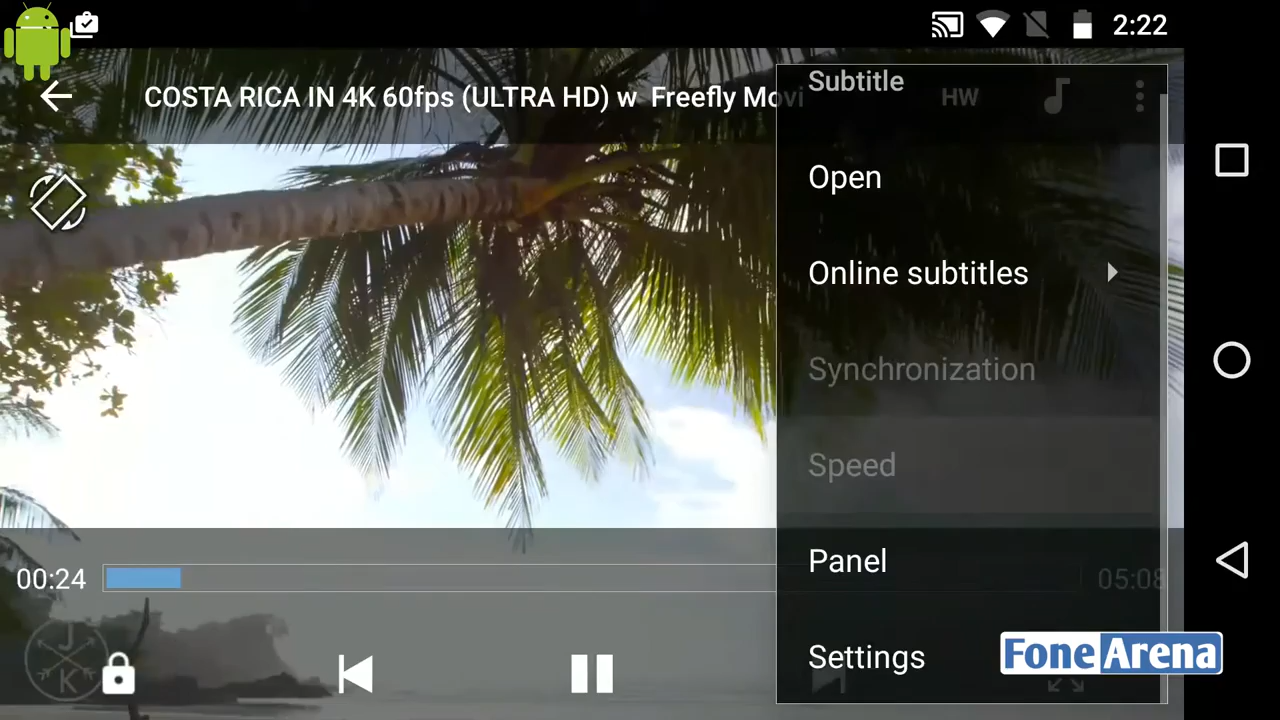 2:22
COSTA RICA IN 4K 60fps (ULTRA HD) w Freefly Movi
HW
Subtitle
Open
Online subtitles
Synchronization
Speed
Panel
Settings
00:24
05:08
J
K
FoneArena